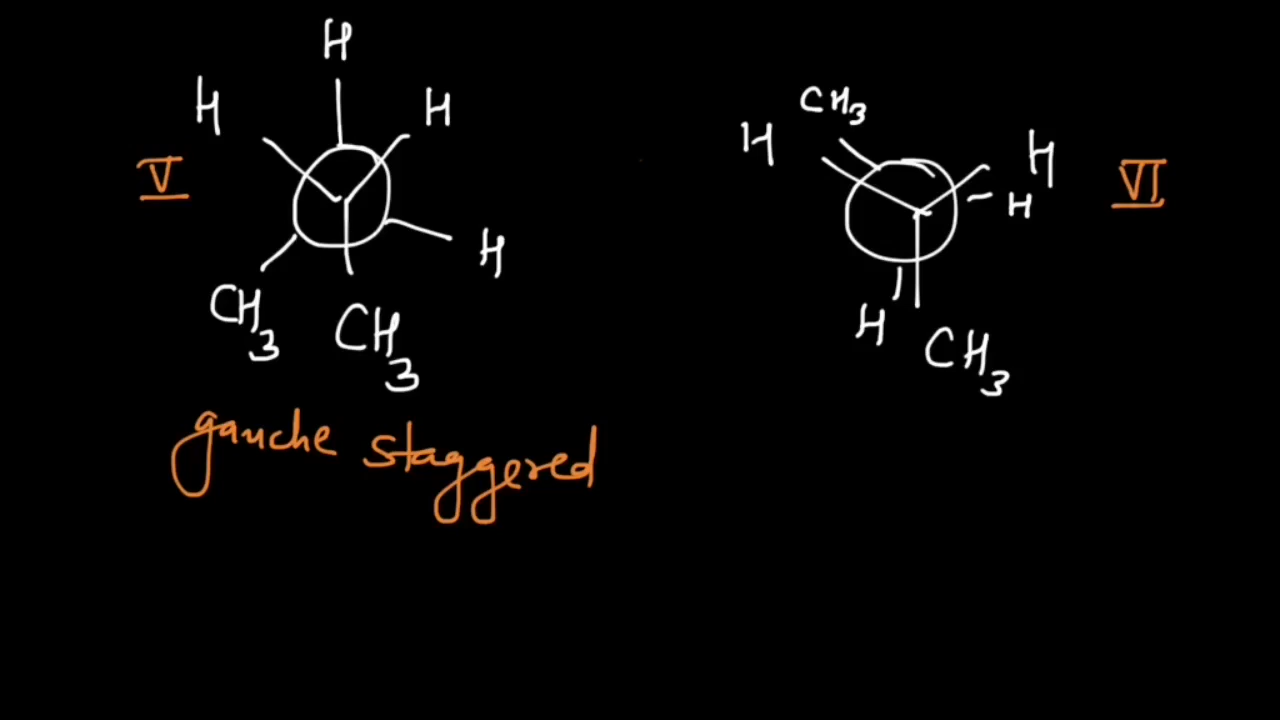 H
H H
V
H
CH3 CH3
CH3
H H
H
VI
H CH3
gauche staggered